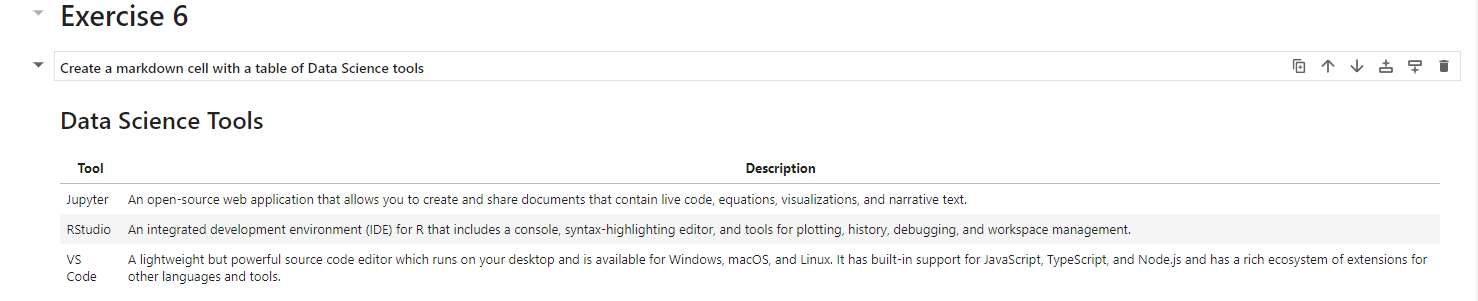 Exercise 6
Create a markdown cell with a table of Data Science tools
Data Science Tools
Tool Description
Jupyter An open-source web application that allows you to create and share documents that contain live code, equations, visualizations, and narrative text.
RStudio An integrated development environment (IDE) for R that includes a console, syntax-highlighting editor, and tools for plotting, history, debugging, and workspace management.
VS A lightweight but powerful source code editor which runs on your desktop and is available for Windows, macOS, and Linux. It has built-in support for JavaScript, TypeScript, and Node.js and has a rich ecosystem of extensions for
Code other languages and tools.